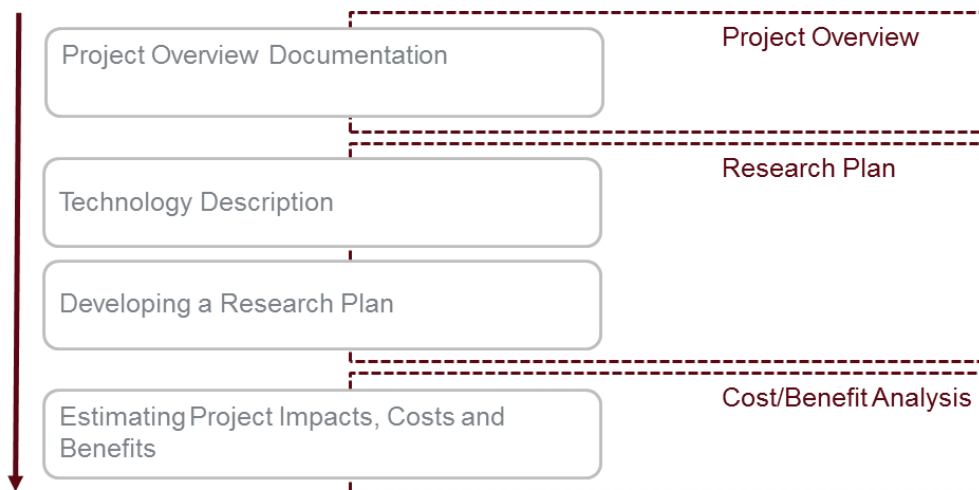 Project Overview
Project Overview Documentation
Research Plan
Technology Description
Developing a Research Plan
Cost/Benefit Analysis
Estimating Project Impacts, Costs and
Benefits